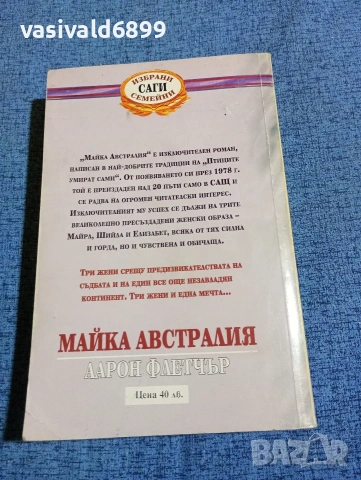 vasivald6899
ИЗБРАНИ
САГИ
СЕМЕЙНИ
„Майка Австралия“ е изключителен роман,
написан в най-добрите традиции на „Птиците
умират сами“. От появяването си през 1978 г.
той е преиздаден над 20 пъти само в САЩ и
се радва на огромен читателски интерес.
Изключителният му успех се дължи на трите
великолепно пресъздадени женски образа –
Майра, Шийла и Елизабет, всяка от тях силна
и горда, но и чувствена и обичаща.
Три жени срещу предизвикателствата на
съдбата и на един все още незавладян
континент. Три жени и една мечта...
МАЙКА АВСТРАЛИЯ
ААРОН ФЛЕТЧЪР
Цена 40 лб.
BAZAR